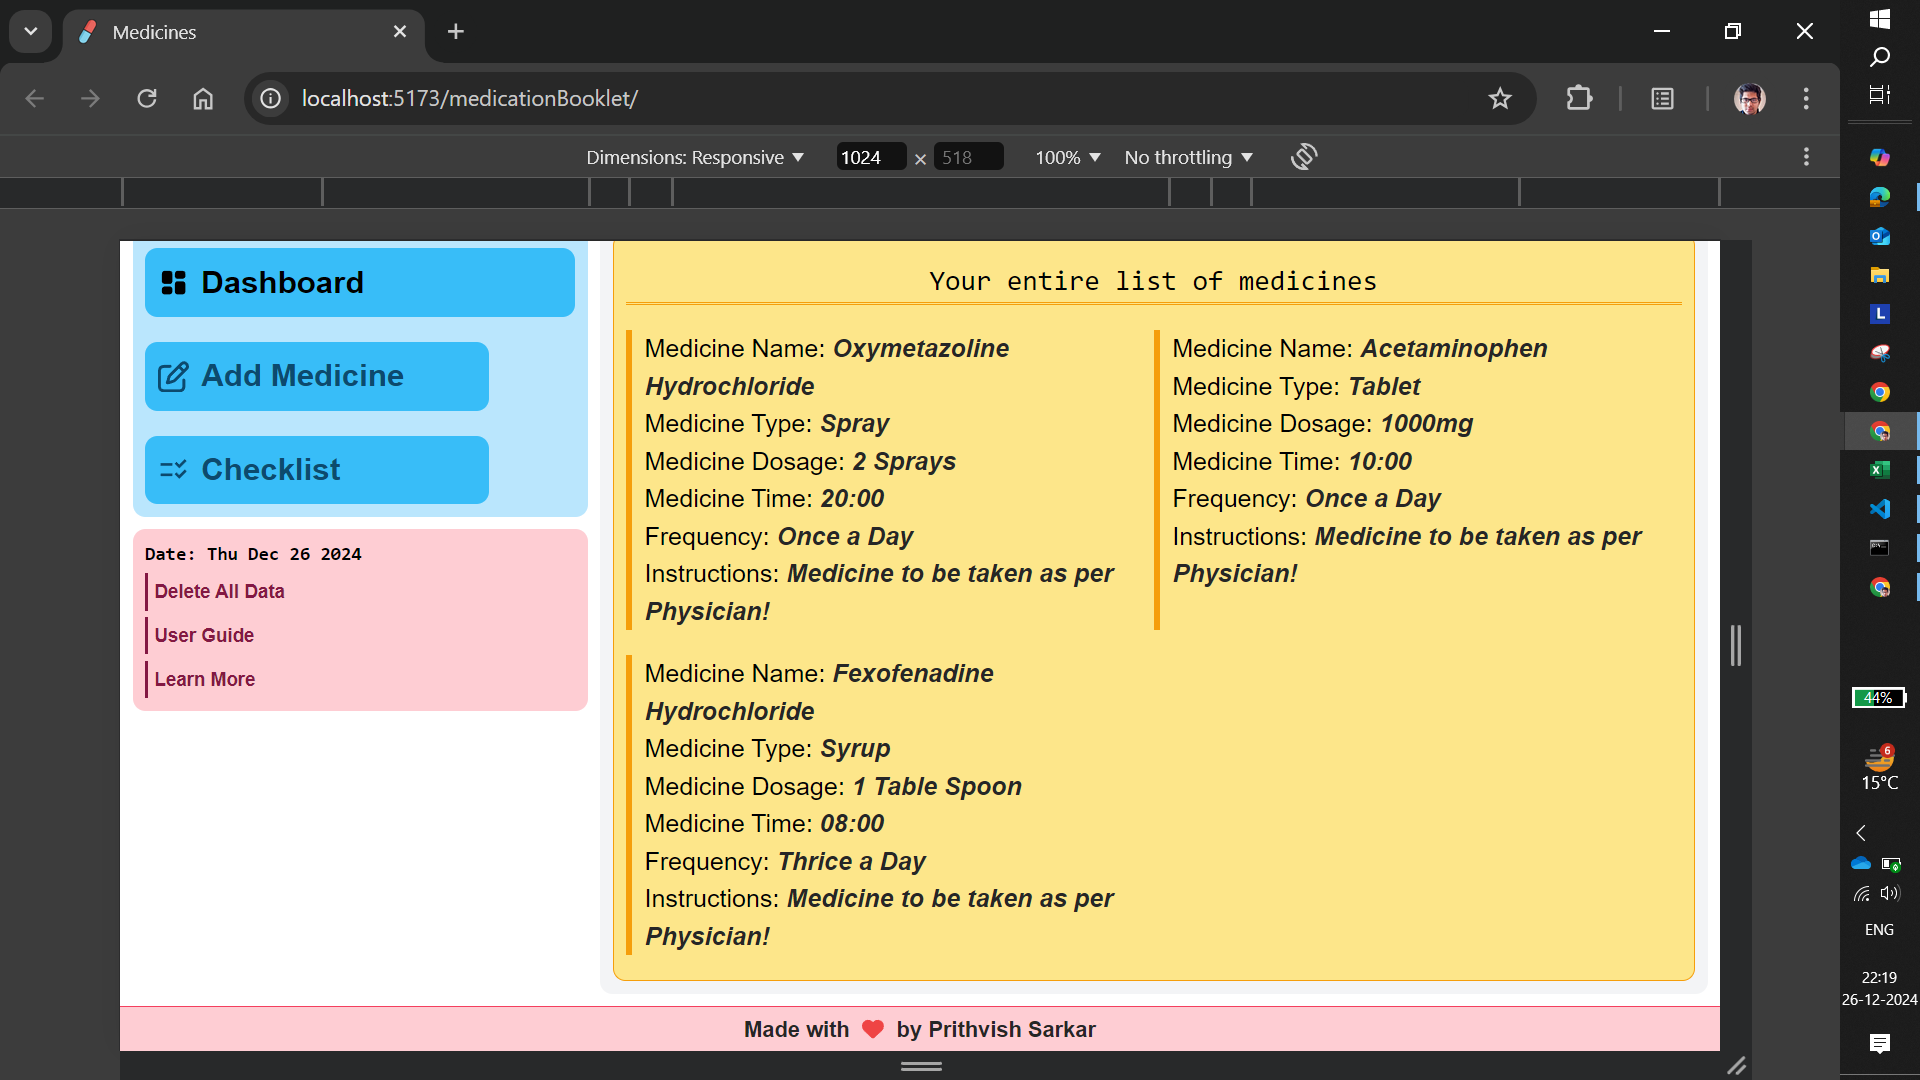 Medicines
localhost:5173/medicationBooklet/
Dimensions: Responsive 1024 × 518 100% No throttling
Dashboard
Add Medicine
Checklist
Date: Thu Dec 26 2024
Delete All Data
User Guide
Learn More
Your entire list of medicines
Medicine Name: Oxymetazoline
Hydrochloride
Medicine Type: Spray
Medicine Dosage: 2 Sprays
Medicine Time: 20:00
Frequency: Once a Day
Instructions: Medicine to be taken as per
Physician!
Medicine Name: Acetaminophen
Medicine Type: Tablet
Medicine Dosage: 1000mg
Medicine Time: 10:00
Frequency: Once a Day
Instructions: Medicine to be taken as per
Physician!
Medicine Name: Fexofenadine
Hydrochloride
Medicine Type: Syrup
Medicine Dosage: 1 Table Spoon
Medicine Time: 08:00
Frequency: Thrice a Day
Instructions: Medicine to be taken as per
Physician!
Made with by Prithvish Sarkar
L
44%
6
15°C
ENG
22:19
26-12-2024